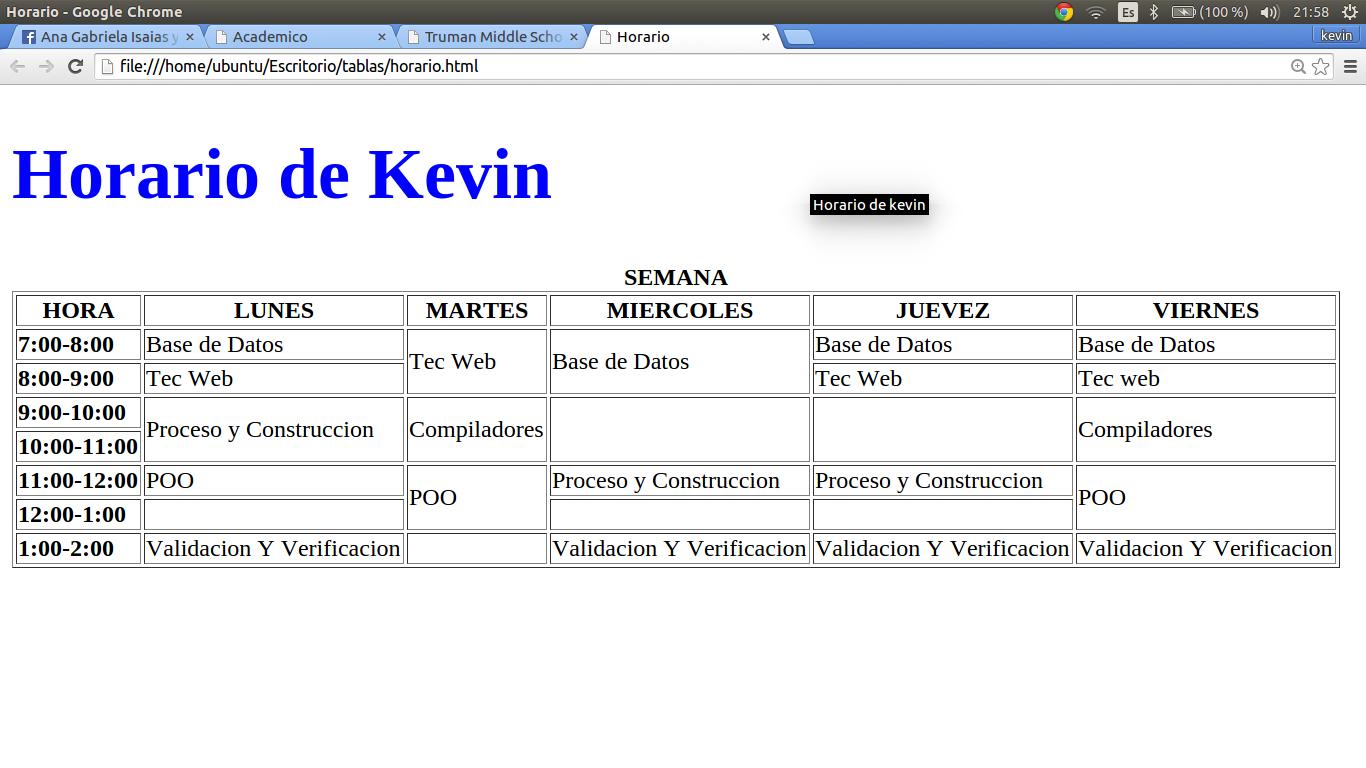 Horario - Google Chrome
Es (100 %) 21:58
Ana Gabriela Isaias y Academico Truman Middle Scho Horario kevin
file:///home/ubuntu/Escritorio/tablas/horario.html
Horario de Kevin
Horario de kevin
SEMANA
HORA LUNES MARTES MIERCOLES JUEVEZ VIERNES
7:00-8:00 Base de Datos Tec Web Base de Datos Base de Datos Base de Datos
8:00-9:00 Tec Web Tec Web Tec web
9:00-10:00 Proceso y Construccion Compiladores Compiladores
10:00-11:00
11:00-12:00 POO POO Proceso y Construccion Proceso y Construccion POO
12:00-1:00
1:00-2:00 Validacion Y Verificacion Validacion Y Verificacion Validacion Y Verificacion Validacion Y Verificacion